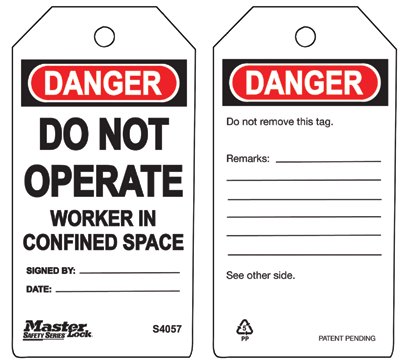 DANGER
DO NOT
OPERATE
WORKER IN
CONFINED SPACE
SIGNED BY:
DATE:
Master
Lock.
SAFETY SERIES
S4057
DANGER
Do not remove this tag.
Remarks:
See other side.
5
PP
PATENT PENDING